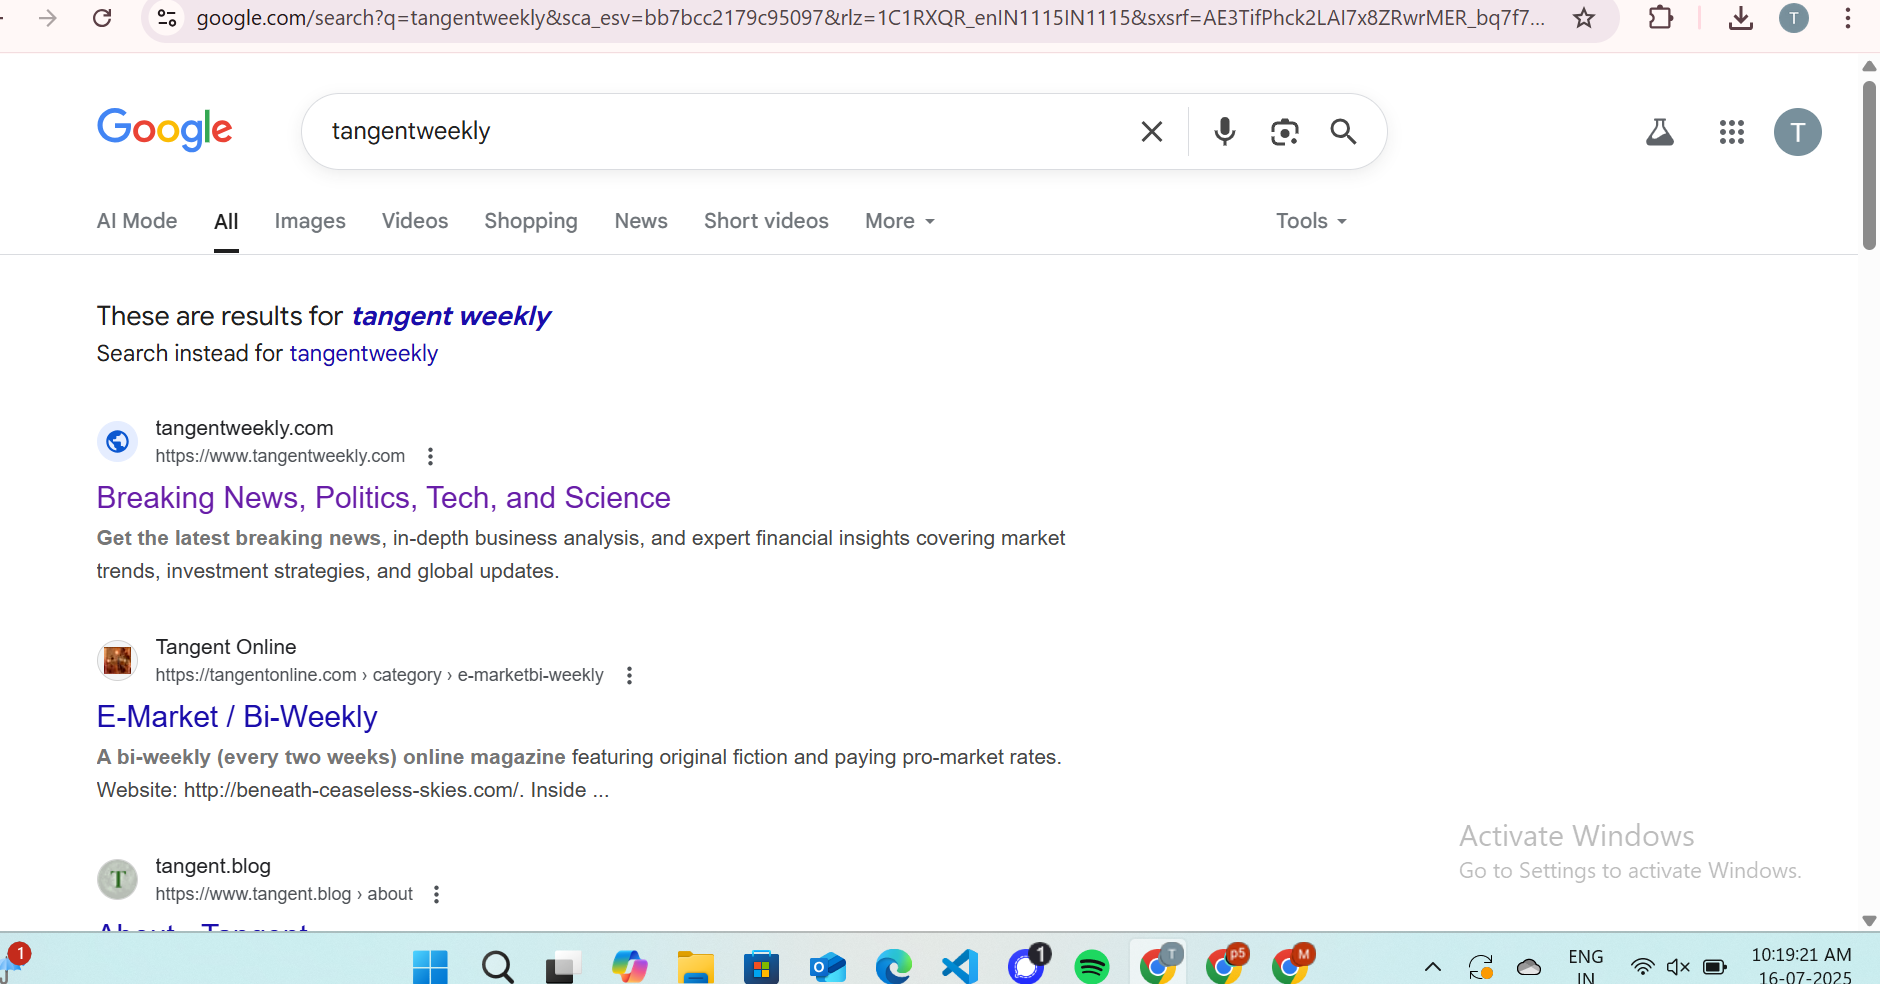 google.com/search?q=tangentweekly&sca_esv=bb7bcc2179c95097&rlz=1C1RXQR_enIN1115IN1115&sxsrf=AE3TifPhck2LAI7x8ZRwrMER_bq7f7...
T
Google
tangentweekly
T
AI Mode
All
Images
Videos
Shopping
News
Short videos
More
Tools
These are results for tangent weekly
Search instead for tangentweekly
tangentweekly.com
https://www.tangentweekly.com
Breaking News, Politics, Tech, and Science
Get the latest breaking news, in-depth business analysis, and expert financial insights covering market
trends, investment strategies, and global updates.
Tangent Online
https://tangentonline.com › category › e-marketbi-weekly
E-Market / Bi-Weekly
A bi-weekly (every two weeks) online magazine featuring original fiction and paying pro-market rates.
Website: http://beneath-ceaseless-skies.com/. Inside ...
T
tangent.blog
https://www.tangent.blog › about
About - Tangent
Activate Windows
Go to Settings to activate Windows.
1
1
T
p5
M
ENG
IN
10:19:21 AM
16-07-2025